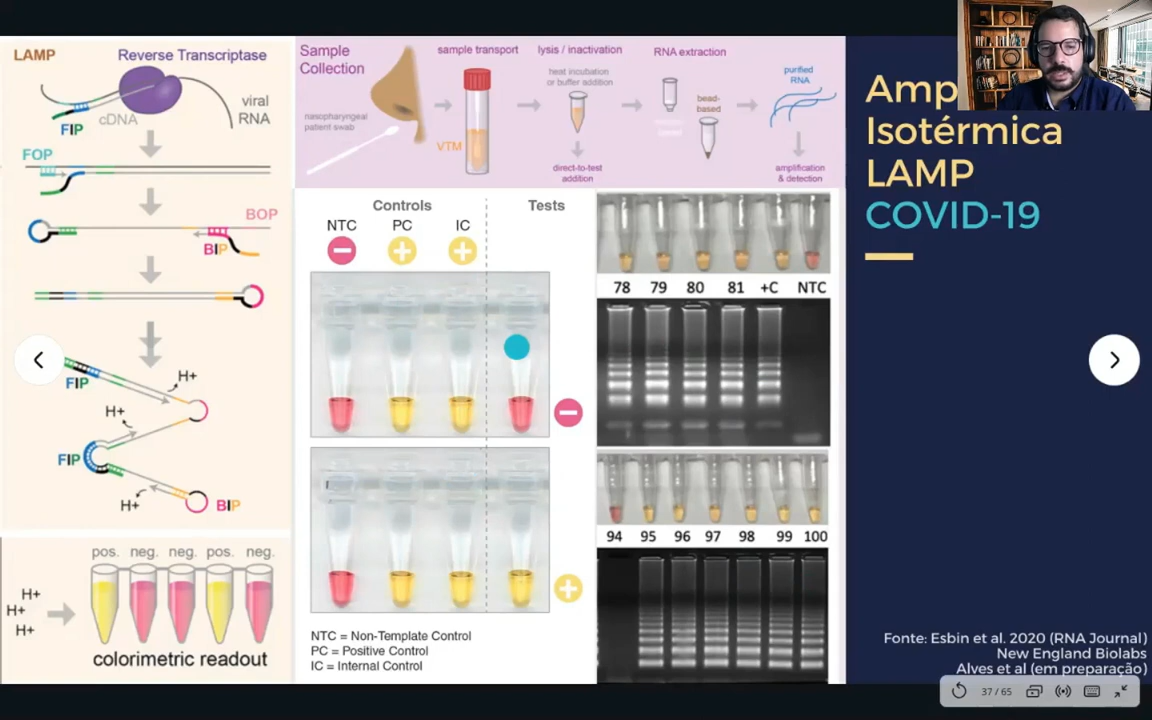 LAMP
Reverse Transcriptase
cDNA
viral
RNA
FIP
FOP
BOP
BIP
FIP
H+
H+
FIP
H+
BIP
pos. neg. neg. pos. neg.
H+
H+
H+
colorimetric readout
Sample
Collection
nasopharyngeal
patient swab
sample transport
VTM
lysis / inactivation
heat incubation
or buffer addition
direct-to-test
addition
RNA extraction
bead-
based
purified
RNA
amplification
& detection
Controls
Tests
NTC PC IC
NTC = Non-Template Control
PC = Positive Control
IC = Internal Control
78 79 80 81 +C NTC
94 95 96 97 98 99 100
Isotérmica
LAMP
COVID-19
Fonte: Esbin et al. 2020 (RNA Journal)
New England Biolabs
Alves et al (em preparação)
37 / 65